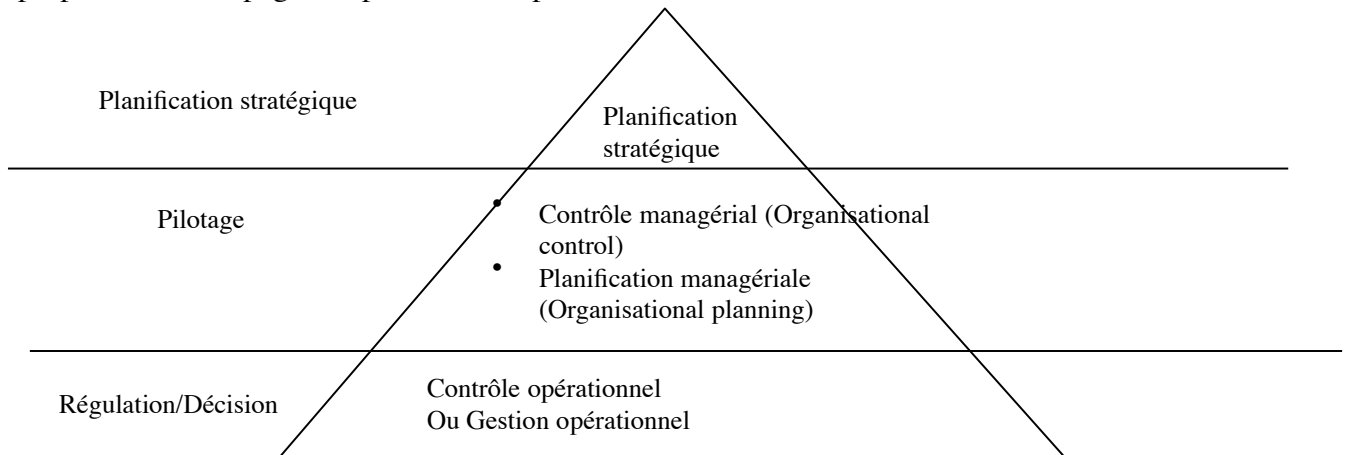 Planification stratégique
Planification
stratégique
Pilotage
• Contrôle managérial (Organisational
control)
• Planification managériale
(Organisational planning)
Régulation/Décision
Contrôle opérationnel
Ou Gestion opérationnel